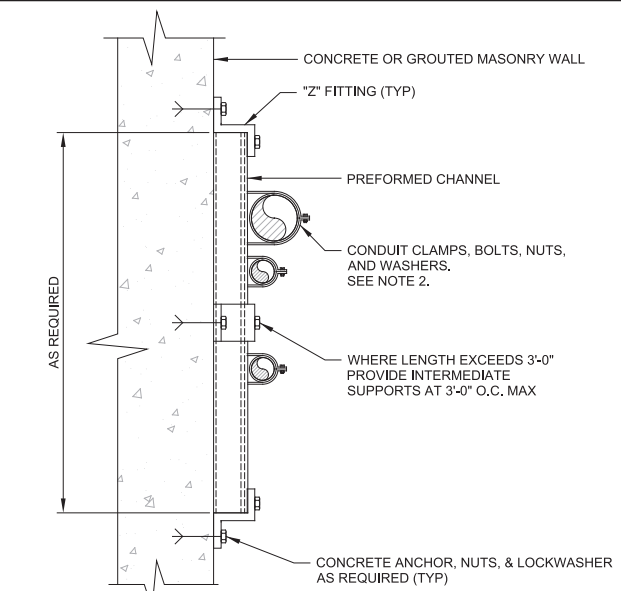 CONCRETE OR GROUTED MASONRY WALL
"Z" FITTING (TYP)
PREFORMED CHANNEL
CONDUIT CLAMPS, BOLTS, NUTS,
AND WASHERS.
SEE NOTE 2.
AS REQUIRED
WHERE LENGTH EXCEEDS 3'-0"
PROVIDE INTERMEDIATE
SUPPORTS AT 3'-0" O.C. MAX
CONCRETE ANCHOR, NUTS, & LOCKWASHER
AS REQUIRED (TYP)